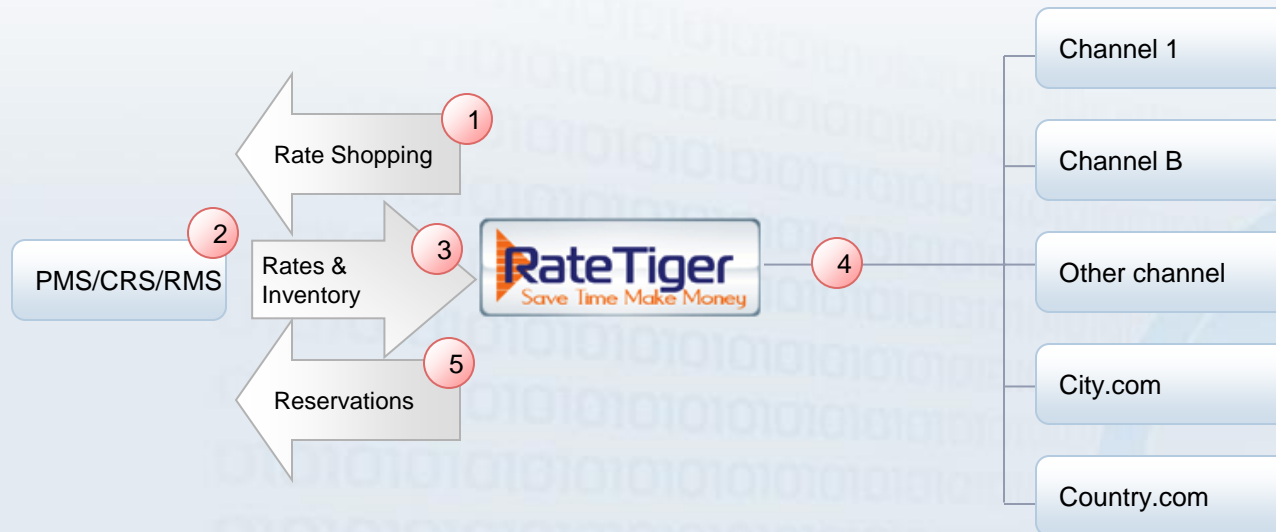 Channel 1
1
Rate Shopping
Channel B
2
3
PMS/CRS/RMS
Rates &
Inventory
RateTiger
Save Time Make Money
4
Other channel
5
Reservations
City.com
Country.com